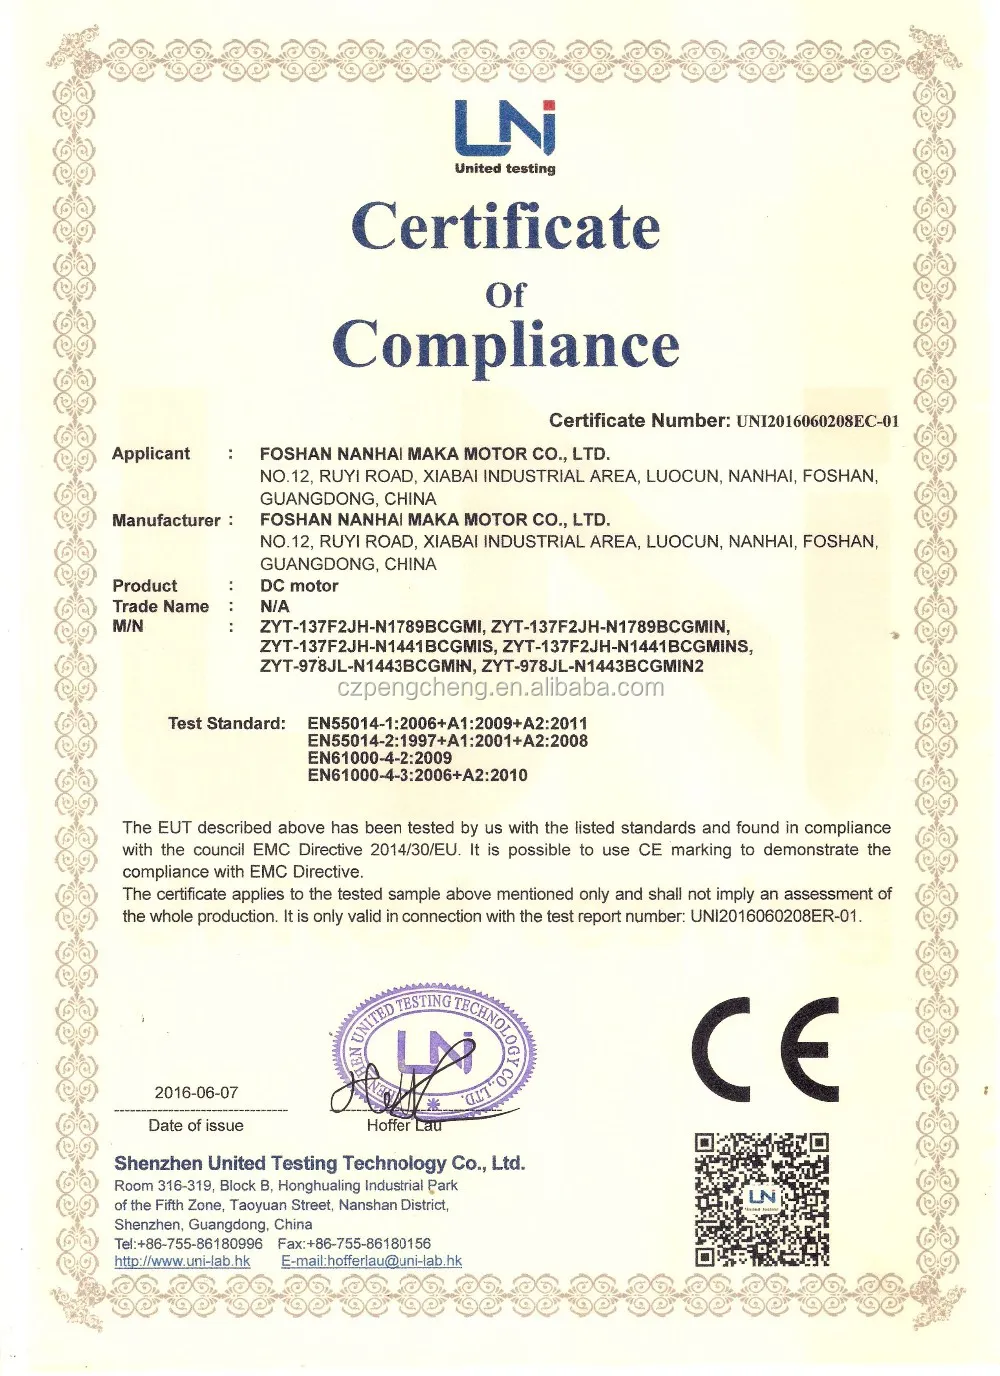 UNi
United testing
Certificate
Of
Compliance
Certificate Number: UNI2016060208EC-01
Applicant : FOSHAN NANHAI MAKA MOTOR CO., LTD.
NO.12, RUYI ROAD, XIABAI INDUSTRIAL AREA, LUOCUN, NANHAI, FOSHAN,
GUANGDONG, CHINA
Manufacturer : FOSHAN NANHAI MAKA MOTOR CO., LTD.
NO.12, RUYI ROAD, XIABAI INDUSTRIAL AREA, LUOCUN, NANHAI, FOSHAN,
GUANGDONG, CHINA
Product : DC motor
Trade Name : N/A
M/N : ZYT-137F2JH-N1789BCGMI, ZYT-137F2JH-N1789BCGMIN,
ZYT-137F2JH-N1441BCGMIS, ZYT-137F2JH-N1441BCGMINS,
ZYT-978JL-N1443BCGMIN, ZYT-978JL-N1443BCGMIN2
czpengcheng.en.alibaba.com
Test Standard: EN55014-1:2006+A1:2009+A2:2011
EN55014-2:1997+A1:2001+A2:2008
EN61000-4-2:2009
EN61000-4-3:2006+A2:2010
The EUT described above has been tested by us with the listed standards and found in compliance
with the council EMC Directive 2014/30/EU. It is possible to use CE marking to demonstrate the
compliance with EMC Directive.
The certificate applies to the tested sample above mentioned only and shall not imply an assessment of
the whole production. It is only valid in connection with the test report number: UNI2016060208ER-01.
SHENZHEN UNITED TESTING TECHNOLOGY CO., LTD.
UNi
CE
2016-06-07
Date of issue
Hoffer Lau
Shenzhen United Testing Technology Co., Ltd.
Room 316-319, Block B, Honghualing Industrial Park
of the Fifth Zone, Taoyuan Street, Nanshan District,
Shenzhen, Guangdong, China
Tel:+86-755-86180996 Fax:+86-755-86180156
http://www.uni-lab.hk E-mail:hofferlau@uni-lab.hk
UNi
United testing